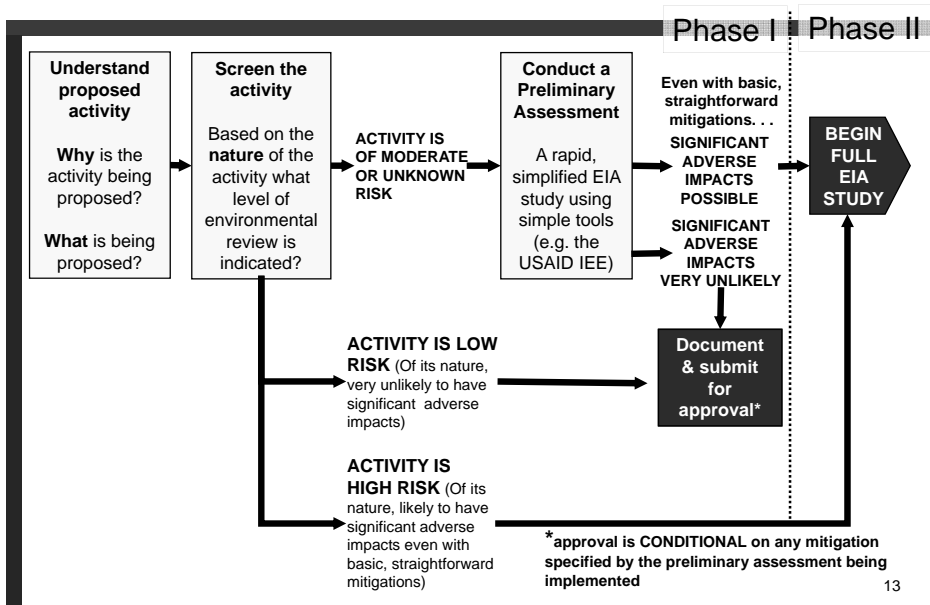 Phase I
Phase II
Understand
proposed
activity
Why is the
activity being
proposed?
What is being
proposed?
Screen the
activity
Based on the
nature of the
activity what
level of
environmental
review is
indicated?
ACTIVITY IS
OF MODERATE
OR UNKNOWN
RISK
Conduct a
Preliminary
Assessment
A rapid,
simplified EIA
study using
simple tools
(e.g. the
USAID IEE)
Even with basic,
straightforward
mitigations. . .
SIGNIFICANT
ADVERSE
IMPACTS
POSSIBLE
SIGNIFICANT
ADVERSE
IMPACTS
VERY UNLIKELY
BEGIN
FULL
EIA
STUDY
ACTIVITY IS LOW
RISK (Of its nature,
very unlikely to have
significant adverse
impacts)
Document
& submit
for
approval*
ACTIVITY IS
HIGH RISK (Of its
nature, likely to have
significant adverse
impacts even with
basic, straightforward
mitigations)
*approval is CONDITIONAL on any mitigation
specified by the preliminary assessment being
implemented
13